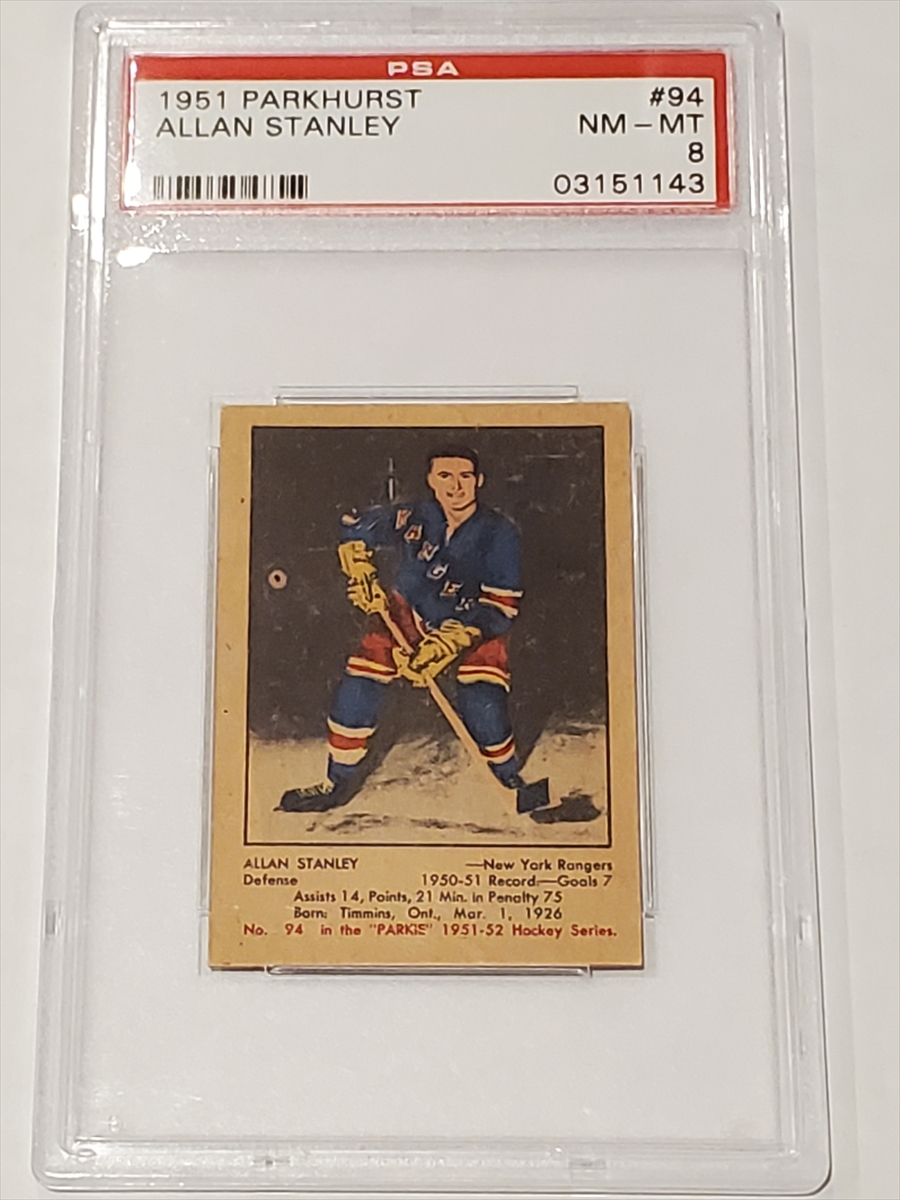 PSA
1951 PARKHURST #94
ALLAN STANLEY NM - MT
8
03151143
RANGERS
ALLAN STANLEY —New York Rangers
Defense 1950-51 Record—Goals 7
Assists 14, Points, 21 Min. in Penalty 75
Born: Timmins, Ont., Mar. 1, 1926
No. 94 in the "PARKIE" 1951-52 Hockey Series.